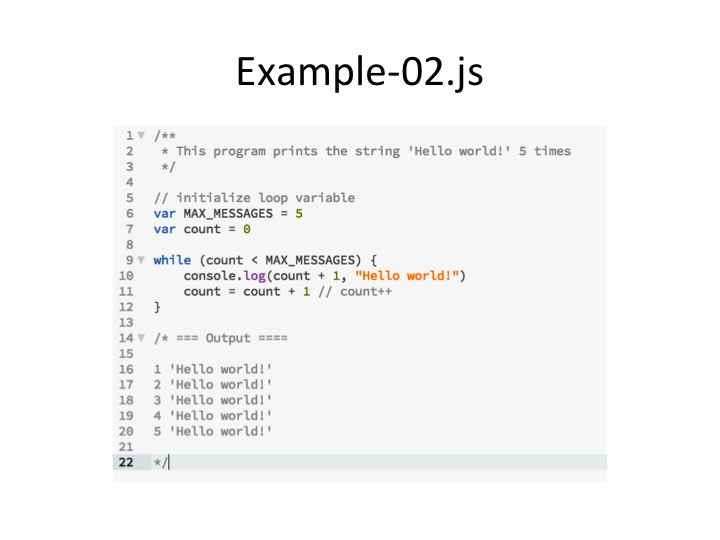 Example-02.js
1 /**
2  * This program prints the string 'Hello world!' 5 times
3  */
4
5 // initialize loop variable
6 var MAX_MESSAGES = 5
7 var count = 0
8
9 while (count < MAX_MESSAGES) {
10     console.log(count + 1, "Hello world!")
11     count = count + 1 // count++
12 }
13
14 /* === Output ====
15
16 1 'Hello world!'
17 2 'Hello world!'
18 3 'Hello world!'
19 4 'Hello world!'
20 5 'Hello world!'
21
22 */